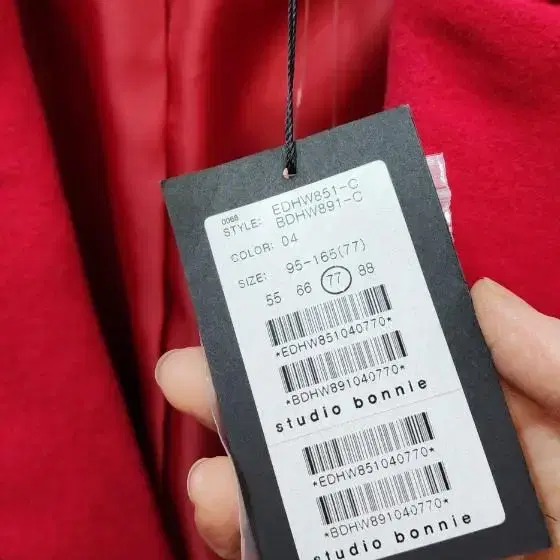 0068
STYLE: EDHW851-C
BDHW891-C
COLOR: 04
SIZE: 95-165(77)
55 66 77 88
*EDHW851040770*
*BDHW891040770*
studio bonnie
*EDHW851040770*
*BDHW891040770*
studio bonnie